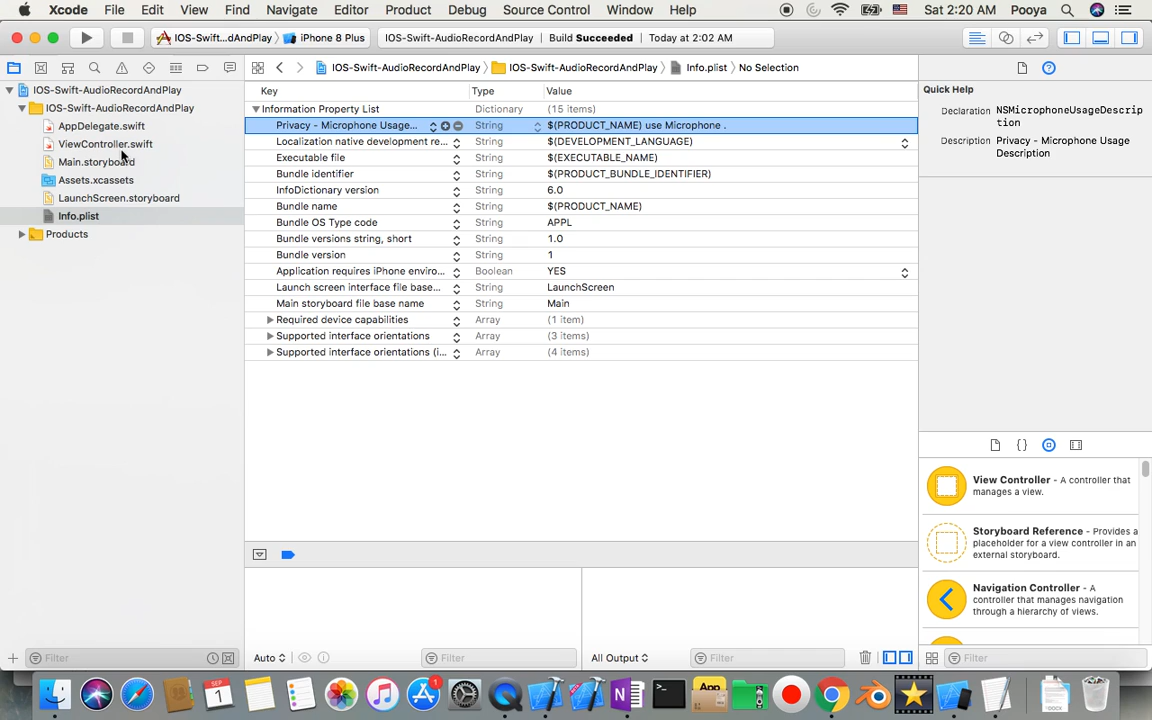 Xcode File Edit View Find Navigate Editor Product Debug Source Control Window Help Sat 2:20 AM Pooya
IOS-Swift...dAndPlay iPhone 8 Plus IOS-Swift-AudioRecordAndPlay Build Succeeded Today at 2:02 AM
IOS-Swift-AudioRecordAndPlay IOS-Swift-AudioRecordAndPlay Info.plist No Selection
IOS-Swift-AudioRecordAndPlay
IOS-Swift-AudioRecordAndPlay
AppDelegate.swift
ViewController.swift
Main.storyboard
Assets.xcassets
LaunchScreen.storyboard
Info.plist
Products
Key Type Value
Information Property List Dictionary (15 items)
Privacy - Microphone Usage... String $(PRODUCT_NAME) use Microphone .
Localization native development re... String $(DEVELOPMENT_LANGUAGE)
Executable file String $(EXECUTABLE_NAME)
Bundle identifier String $(PRODUCT_BUNDLE_IDENTIFIER)
InfoDictionary version String 6.0
Bundle name String $(PRODUCT_NAME)
Bundle OS Type code String APPL
Bundle versions string, short String 1.0
Bundle version String 1
Application requires iPhone enviro... Boolean YES
Launch screen interface file base... String LaunchScreen
Main storyboard file base name String Main
Required device capabilities Array (1 item)
Supported interface orientations Array (3 items)
Supported interface orientations (i... Array (4 items)
Quick Help
Declaration NSMicrophoneUsageDescrip
tion
Description Privacy - Microphone Usage
Description
{}
View Controller - A controller that
manages a view.
Storyboard Reference - Provides a
placeholder for a view controller in an
external storyboard.
Navigation Controller - A
controller that manages navigation
through a hierarchy of views.
Filter Auto Filter All Output Filter Filter
SEP
1
1
App
DOCX